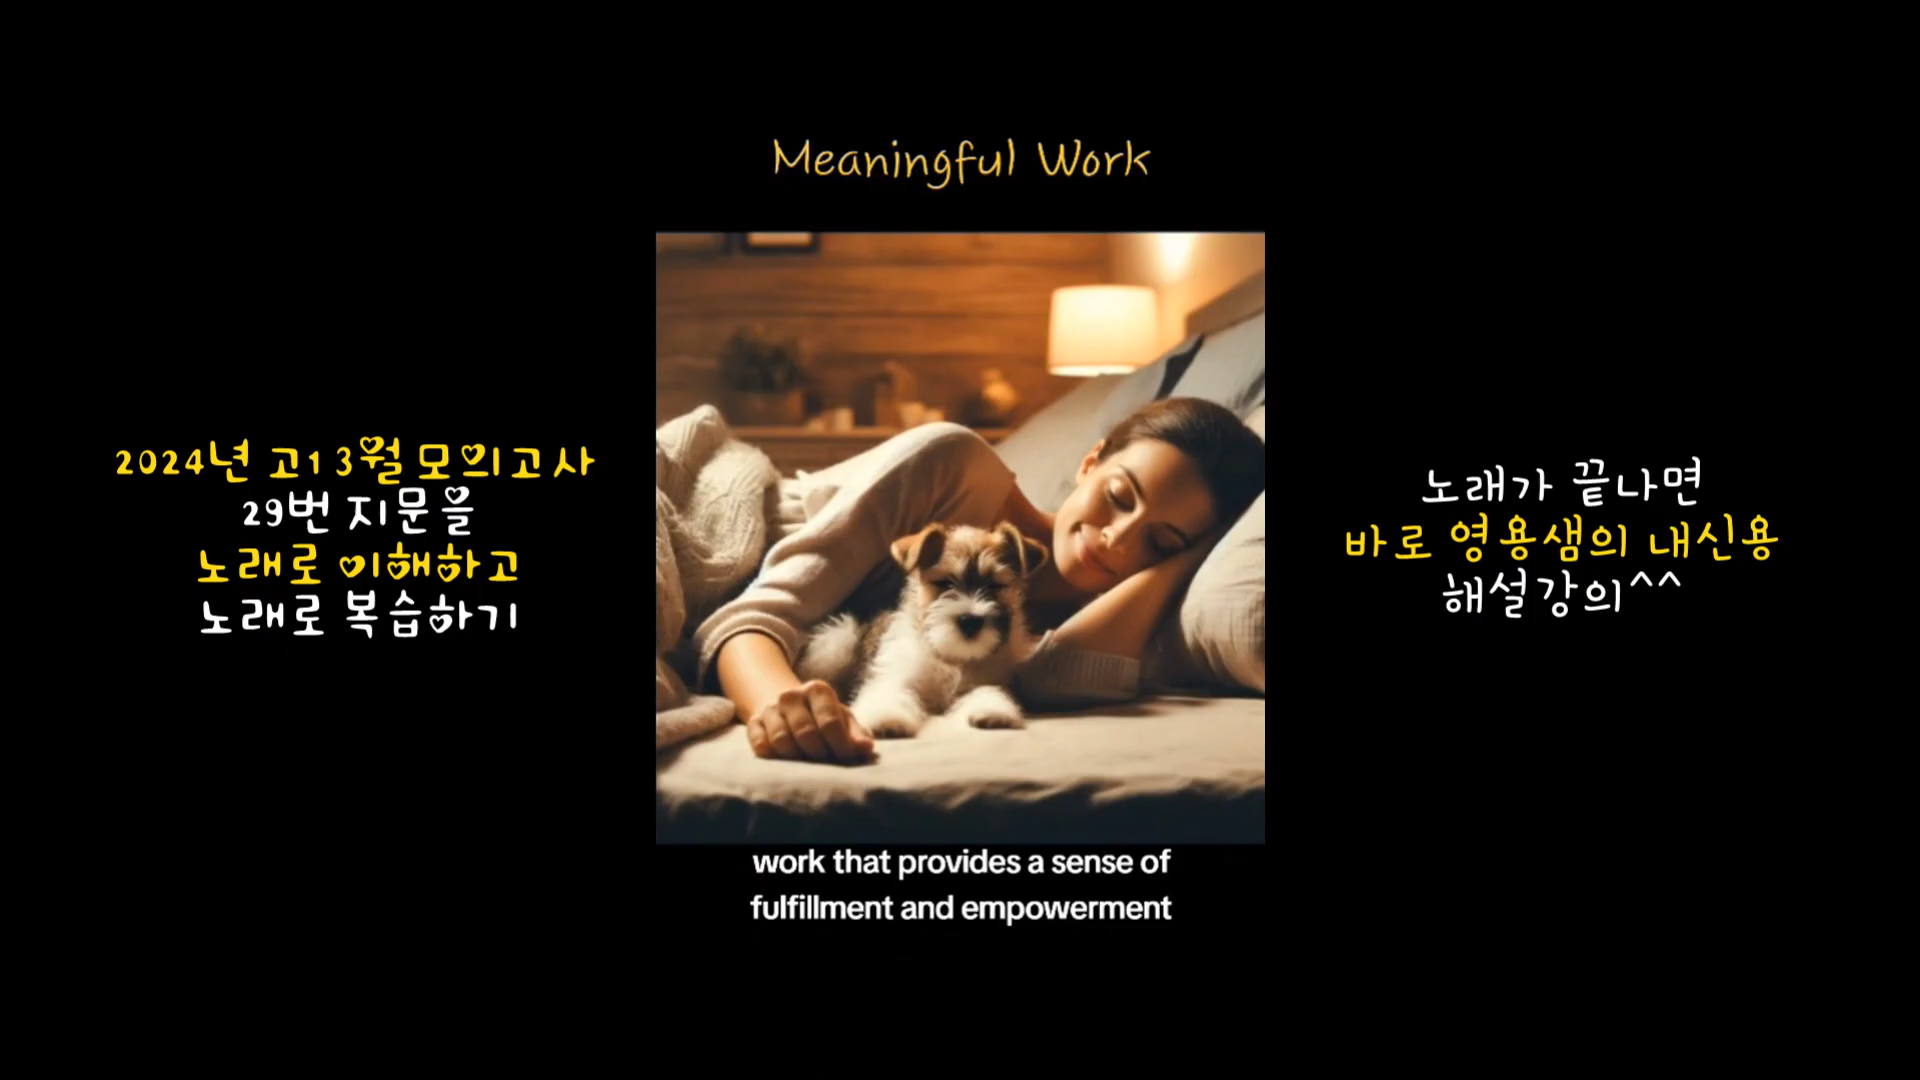 Meaningful Work
2024년 고1 3월 모의고사
29번 지문을
노래로 이해하고
노래로 복습하기
노래가 끝나면
바로 영용샘의 내신용
해설강의^^
work that provides a sense of
fulfillment and empowerment